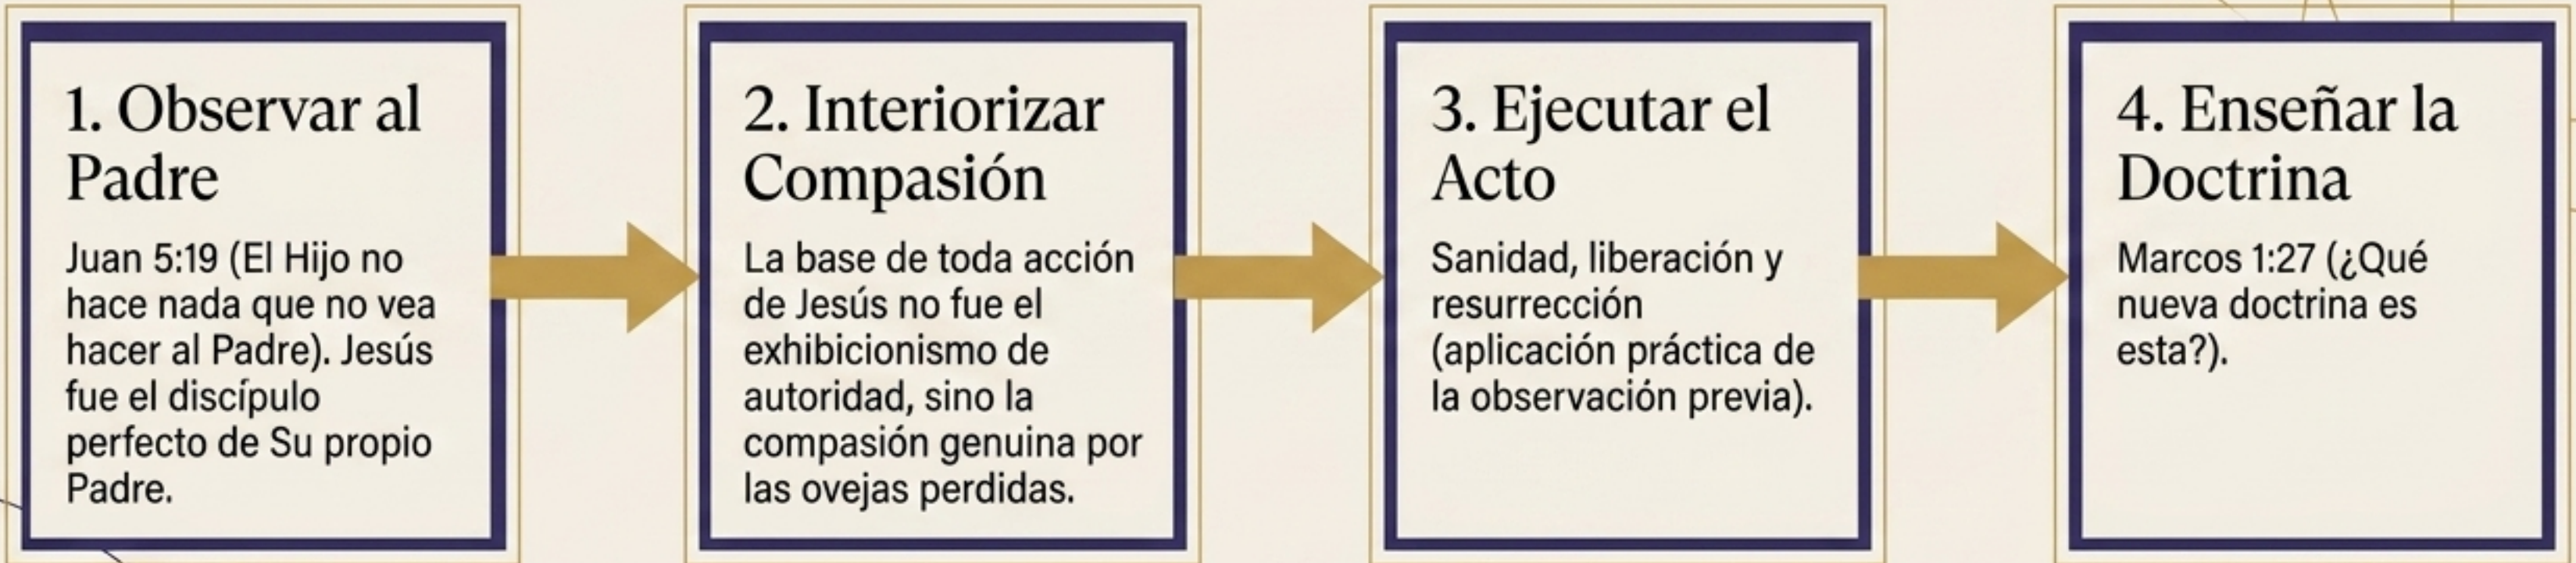 1. Observar al
Padre
Juan 5:19 (El Hijo no
hace nada que no vea
hacer al Padre). Jesús
fue el discípulo
perfecto de Su propio
Padre.
2. Interiorizar
Compasión
La base de toda acción
de Jesús no fue el
exhibicionismo de
autoridad, sino la
compasión genuina por
las ovejas perdidas.
3. Ejecutar el
Acto
Sanidad, liberación y
resurrección
(aplicación práctica de
la observación previa).
4. Enseñar la
Doctrina
Marcos 1:27 (¿Qué
nueva doctrina es
esta?).